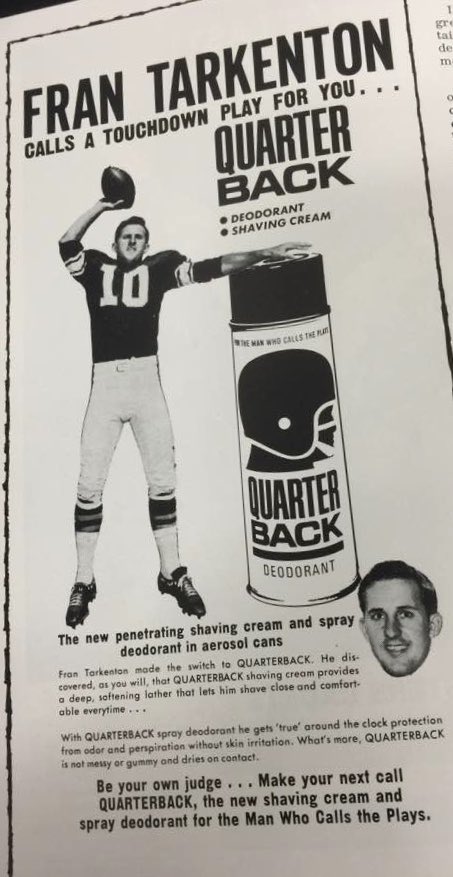 FRAN TARKENTON
CALLS A TOUCHDOWN PLAY FOR YOU...
QUARTER
BACK
● DEODORANT
● SHAVING CREAM
10
FOR THE MAN WHO CALLS THE PLAYS
QUARTER
BACK
DEODORANT
The new penetrating shaving cream and spray
deodorant in aerosol cans
Fran Tarkenton made the switch to QUARTERBACK. He dis-
covered, as you will, that QUARTERBACK shaving cream provides
a deep, softening lather that lets him shave close and comfort-
able everytime . . .
With QUARTERBACK spray deodorant he gets 'true' around the clock protection
from odor and perspiration without skin irritation. What's more, QUARTERBACK
is not messy or gummy and dries on contact.
Be your own judge . . . Make your next call
QUARTERBACK, the new shaving cream and
spray deodorant for the Man Who Calls the Plays.